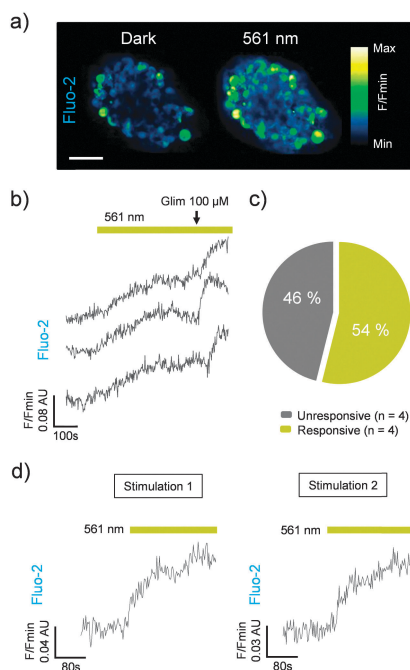 a)
Dark 561 nm
Fluo-2
Max
F/Fmin
Min
b)
Glim 100 µM
561 nm
Fluo-2
F/Fmin
0.08 AU
100s
c)
46 %
54 %
Unresponsive (n = 4)
Responsive (n = 4)
d)
Stimulation 1
561 nm
Fluo-2
F/Fmin
0.04 AU
80s
Stimulation 2
561 nm
Fluo-2
F/Fmin
0.03 AU
80s